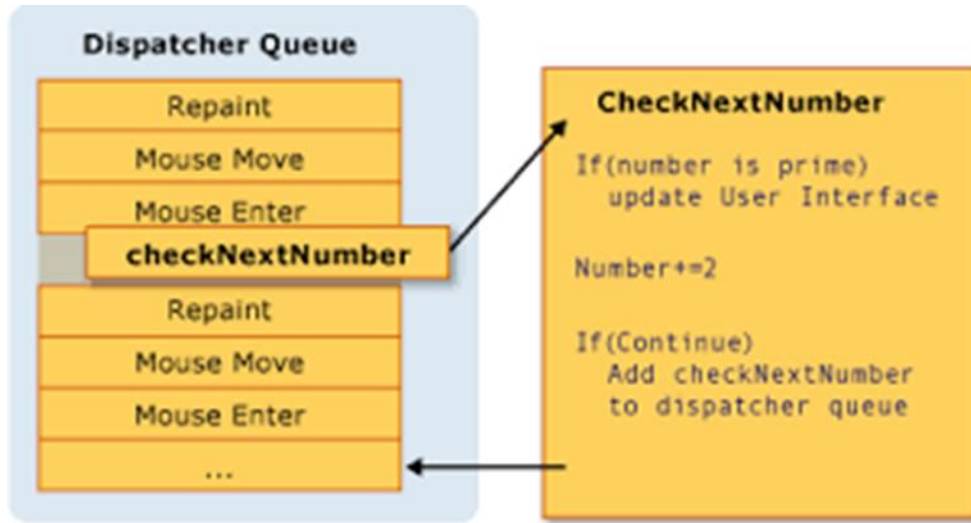 Dispatcher Queue
Repaint
Mouse Move
Mouse Enter
checkNextNumber
Repaint
Mouse Move
Mouse Enter
...
CheckNextNumber
If(number is prime)
update User Interface
Number+=2
If(Continue)
Add checkNextNumber
to dispatcher queue